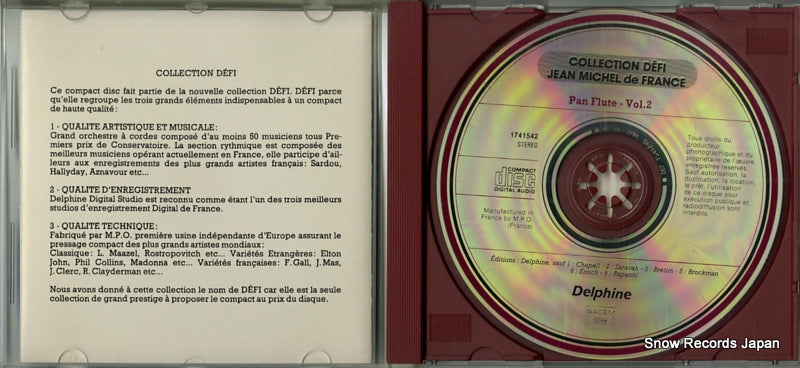 COLLECTION DÉFI
Ce compact disc fait partie de la nouvelle collection DÉFI. DÉFI parce
qu'elle regroupe les trois grands éléments indispensables à un compact
de haute qualité:
1 - QUALITE ARTISTIQUE ET MUSICALE:
Grand orchestre à cordes composé d'au moins 50 musiciens tous Pre-
miers prix de Conservatoire. La section rythmique est composée des
meilleurs musiciens opérant actuellement en France, elle participe d'ail-
leurs aux enregistrements des plus grands artistes français: Sardou,
Hallyday, Aznavour etc...
2 - QUALITE D'ENREGISTREMENT
Delphine Digital Studio est reconnu comme étant l'un des trois meilleurs
studios d'enregistrement Digital de France.
3 - QUALITE TECHNIQUE:
Fabriqué par M.P.O. première usine indépendante d'Europe assurant le
pressage compact des plus grands artistes mondiaux:
Classique: L. Maazel, Rostropovitch etc... Variétés Etrangères: Elton
John, Phil Collins, Madonna etc... Variétés françaises: F. Gall, J. Mas,
J. Clerc, R. Clayderman etc...
Nous avons donné à cette collection le nom de DÉFI car elle est la seule
collection de grand prestige à proposer le compact au prix du disque.
COLLECTION DÉFI
JEAN MICHEL de FRANCE
Pan Flute - Vol.2
1741542
STEREO
COMPACT
disc
DIGITAL AUDIO
Manufactured in
France by M.P.O.
(France)
Tous droits du
producteur
phonographique et du
propriétaire de l'œuvre
enregistrée réservés.
Sauf autorisation, la
duplication, la location,
le prêt, l'utilisation
de ce disque pour
exécution publique et
radiodiffusion sont
interdits.
Éditions: Delphine, sauf 1: Chapell - 2: Saravah - 3: Breton - 5: Brockman
6: Enoch - 9: Paganni
Delphine
SACEM
Snow Records Japan